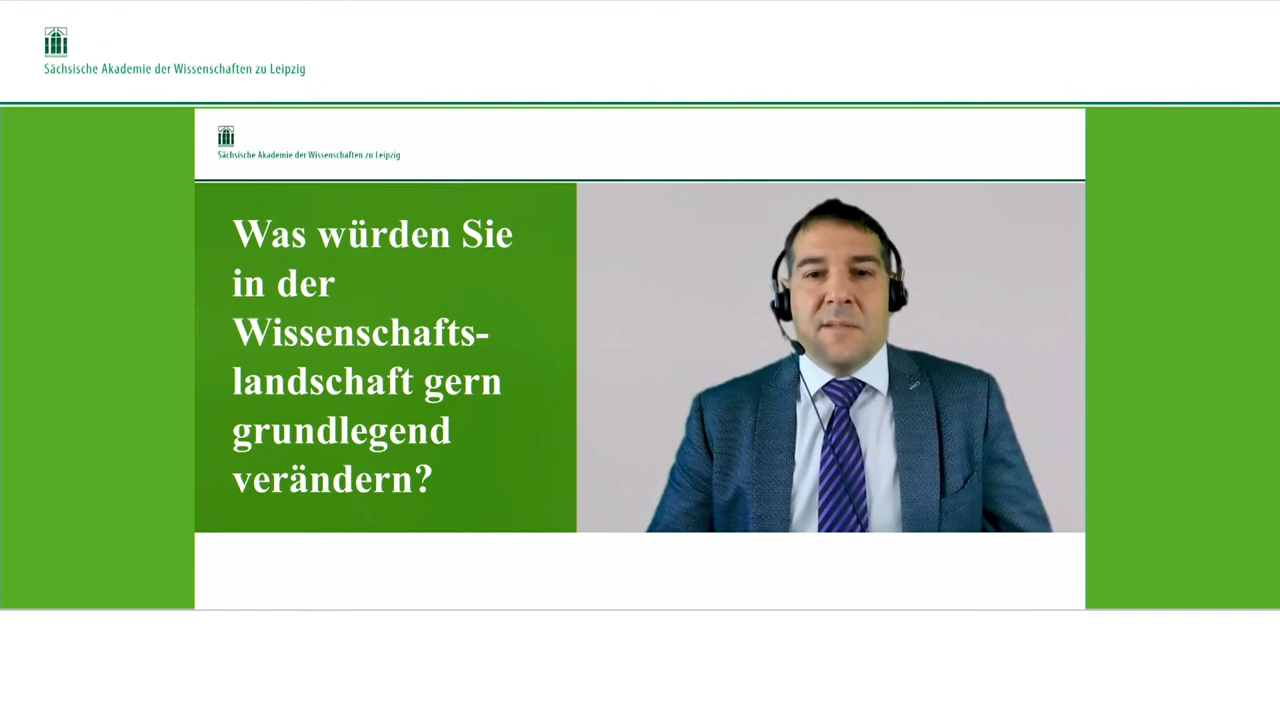 Sächsische Akademie der Wissenschaften zu Leipzig
Sächsische Akademie der Wissenschaften zu Leipzig
Was würden Sie
in der
Wissenschafts-
landschaft gern
grundlegend
verändern?